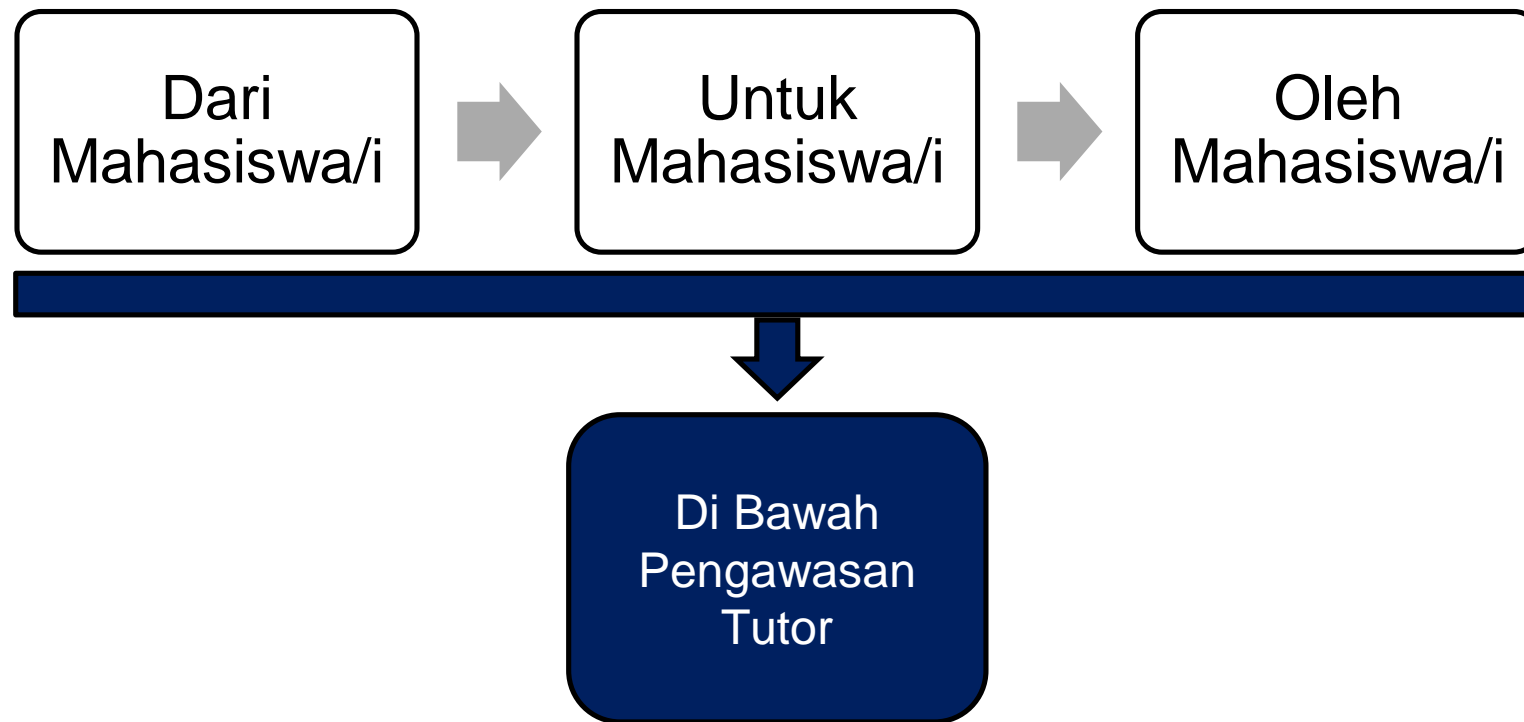 Dari
Mahasiswa/i
Untuk
Mahasiswa/i
Oleh
Mahasiswa/i
Di Bawah
Pengawasan
Tutor